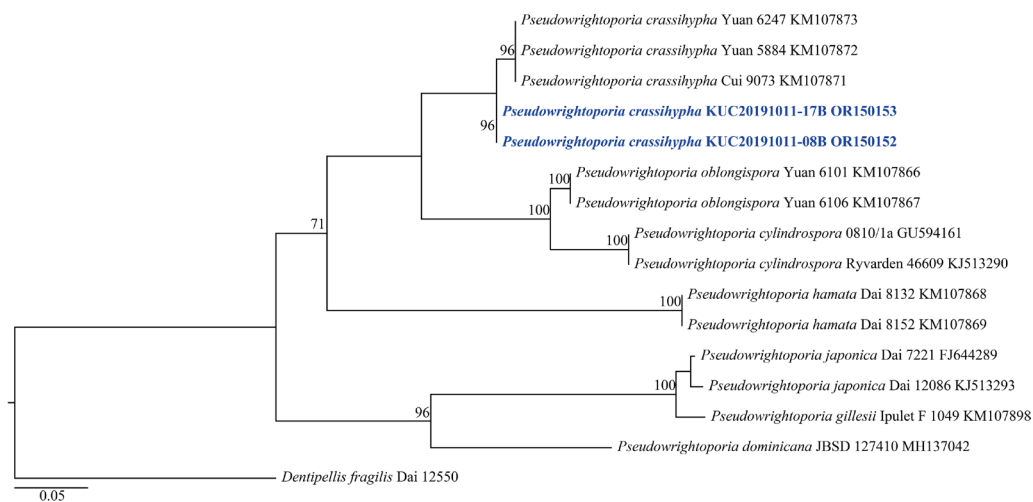 Pseudowrightoporia crassihypha Yuan 6247 KM107873
96
Pseudowrightoporia crassihypha Yuan 5884 KM107872
Pseudowrightoporia crassihypha Cui 9073 KM107871
Pseudowrightoporia crassihypha KUC20191011-17B OR150153
96
Pseudowrightoporia crassihypha KUC20191011-08B OR150152
100
Pseudowrightoporia oblongispora Yuan 6101 KM107866
Pseudowrightoporia oblongispora Yuan 6106 KM107867
100
71
Pseudowrightoporia cylindrospora 0810/1a GU594161
100
Pseudowrightoporia cylindrospora Ryvarden 46609 KJ513290
Pseudowrightoporia hamata Dai 8132 KM107868
100
Pseudowrightoporia hamata Dai 8152 KM107869
Pseudowrightoporia japonica Dai 7221 FJ644289
100
Pseudowrightoporia japonica Dai 12086 KJ513293
96
Pseudowrightoporia gillesii Ipulet F 1049 KM107898
Pseudowrightoporia dominicana JBSD 127410 MH137042
Dentipellis fragilis Dai 12550
0.05